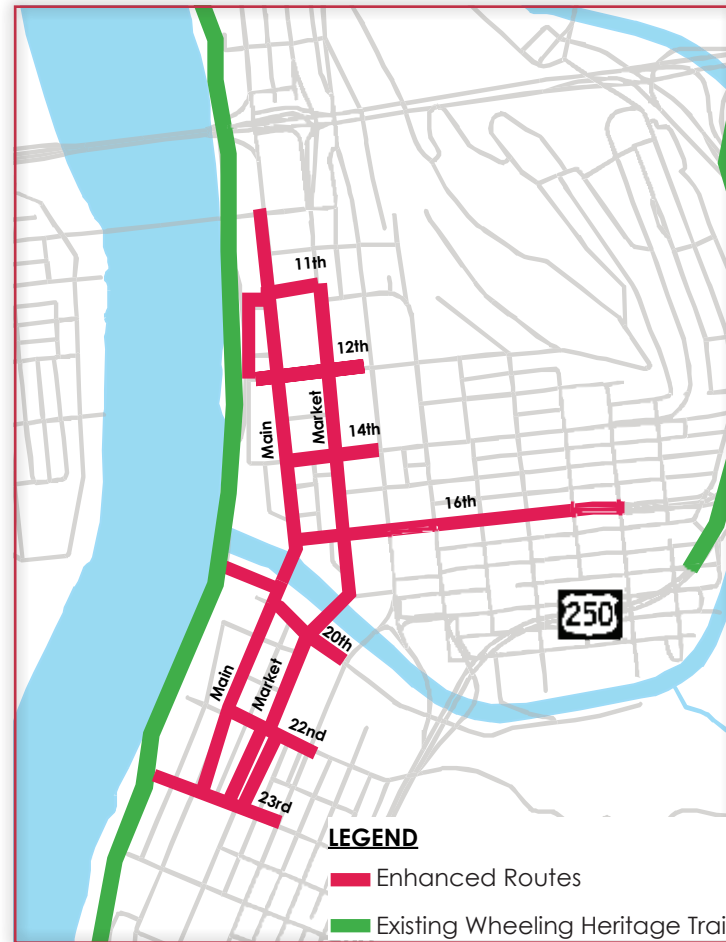 11th
12th
Main
Market
14th
16th
250
20th
Main
Market
22nd
23rd
LEGEND
Enhanced Routes
Existing Wheeling Heritage Trai